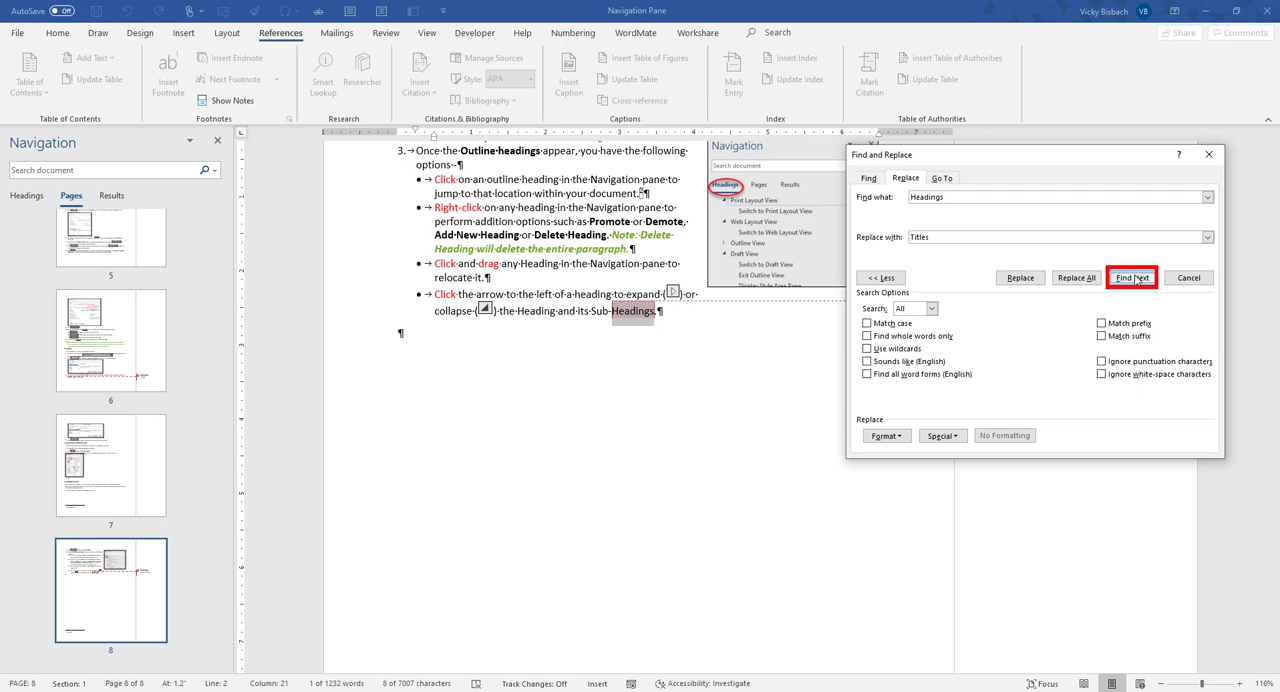 AutoSave Off
Navigation Pane
Vicky Bisbach VB
File Home Draw Design Insert Layout References Mailings Review View Developer Help Numbering WordMate Workshare Search
Share Comments
Table of Contents
Add Text
Update Table
Table of Contents
ab
Insert Footnote
Insert Endnote
Next Footnote
Show Notes
Footnotes
Smart Lookup
Researcher
Research
Insert Citation
Manage Sources
Style: APA
Bibliography
Citations & Bibliography
Insert Caption
Insert Table of Figures
Update Table
Cross-reference
Captions
Mark Entry
Insert Index
Update Index
Index
Mark Citation
Insert Table of Authorities
Update Table
Table of Authorities
Navigation
Search document
Headings Pages Results
5
6
7
8
3. Once the Outline headings appear, you have the following
options-¶
Click on an outline heading in the Navigation pane to
jump to that location within your document.¶
Right-click on any heading in the Navigation pane to
perform addition options such as Promote or Demote,
Add New Heading or Delete Heading. Note: Delete
Heading will delete the entire paragraph.¶
Click and drag any Heading in the Navigation pane to
relocate it.¶
Click the arrow to the left of a heading to expand ( ) or
collapse ( ) the Heading and its Sub-Headings.¶
¶
Navigation
Search document
Headings Pages Results
Print Layout View
Switch to Print Layout View
Web Layout View
Switch to Web Layout View
Outline View
Draft View
Switch to Draft View
Exit Outline View
Display Style Area Pane
Find and Replace
Find Replace Go To
Find what: Headings
Replace with: Titles
<< Less Replace Replace All Find Next Cancel
Search Options
Search: All
Match case
Find whole words only
Use wildcards
Sounds like (English)
Find all word forms (English)
Match prefix
Match suffix
Ignore punctuation characters
Ignore white-space characters
Replace
Format Special No Formatting
PAGE: 8 Section: 1 Page 8 of 8 At: 1.2" Line: 2 Column: 21 1 of 1232 words 8 of 7007 characters Track Changes: Off Insert Accessibility: Investigate Focus 116%